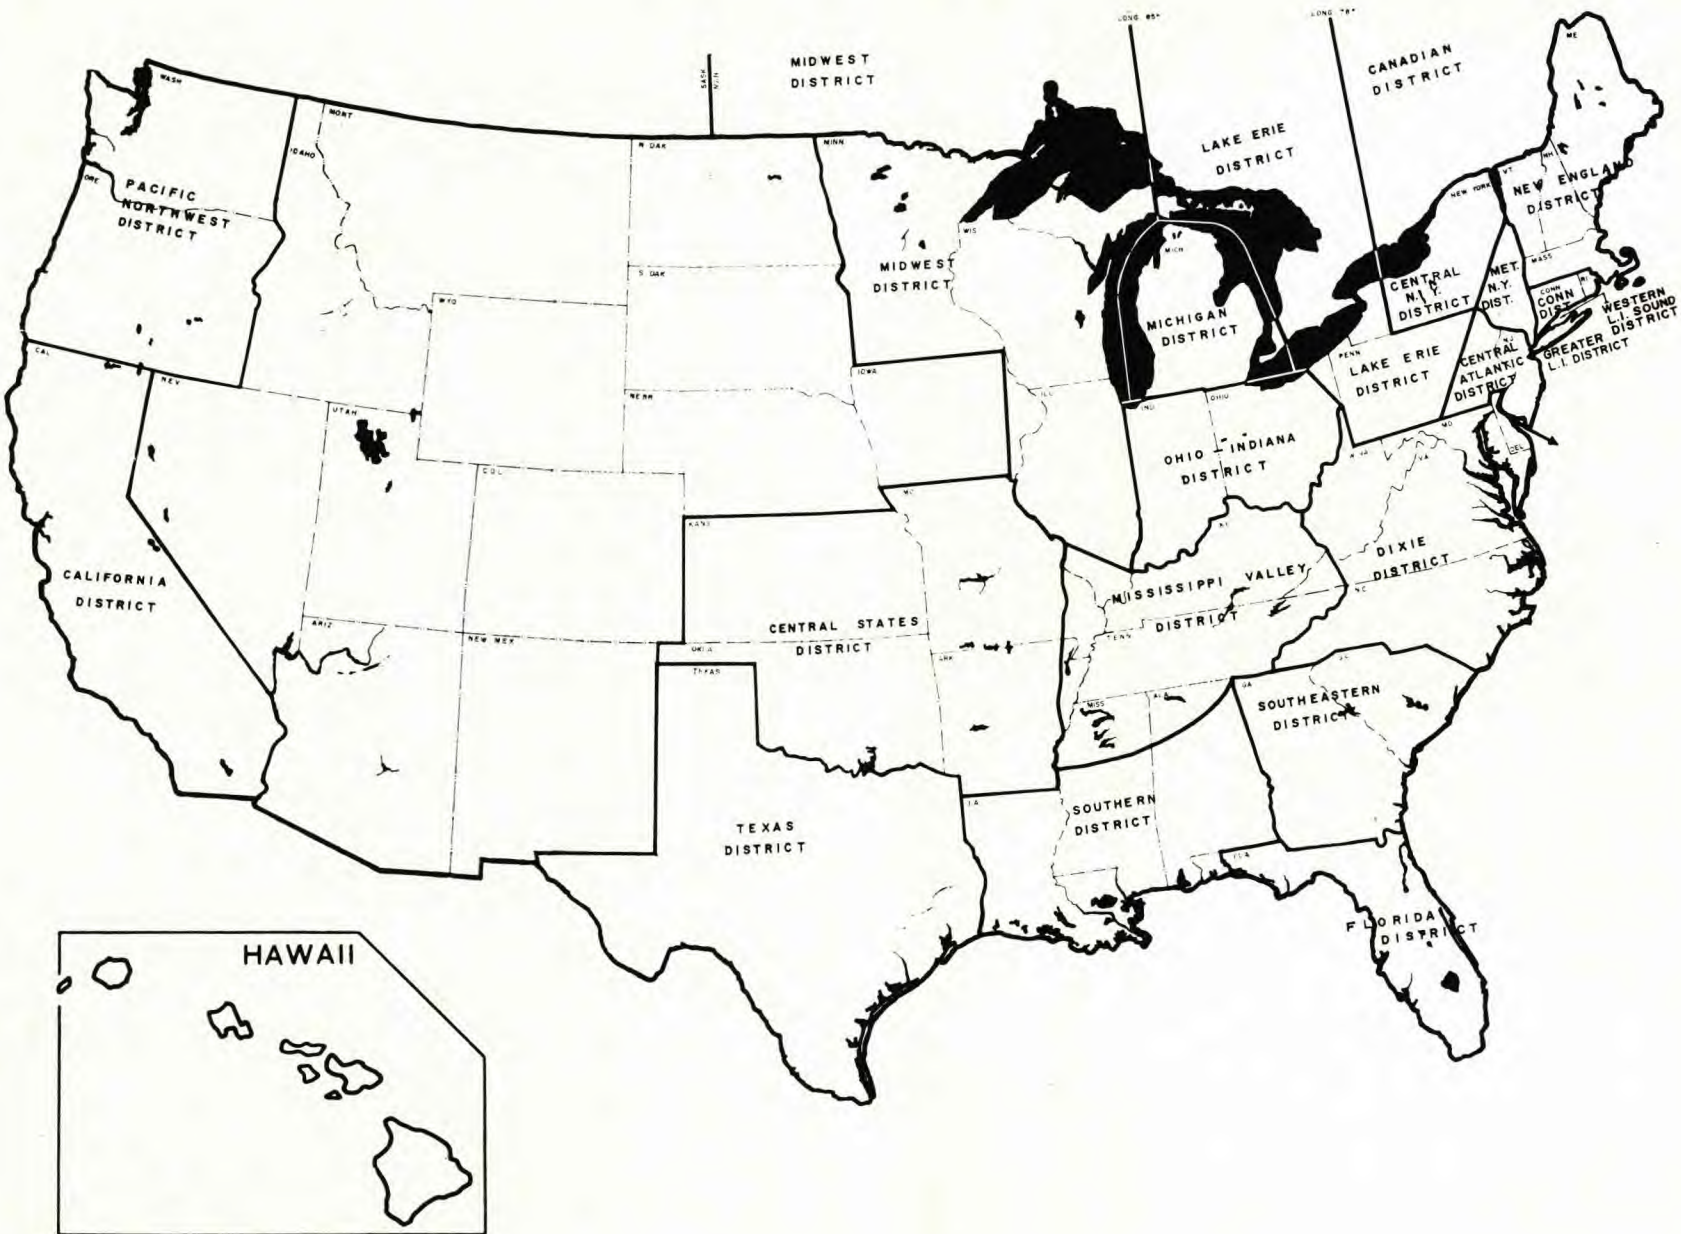 LONG. 85°
LONG. 78°
MIDWEST
DISTRICT
SASK
MAN
CANADIAN
DISTRICT
ME
WASH
MONT
IDAHO
N DAK
MINN
LAKE ERIE
DISTRICT
NEW YORK
VT.
NH
NEW ENGLAND
DISTRICT
ORE
PACIFIC
NORTHWEST
DISTRICT
WIS
MICH
MIDWEST
DISTRICT
S DAK
MASS
CENTRAL
N.Y.
DISTRICT
MET.
N.Y.
DIST.
CONN
CONN
DIST.
RI
WESTERN
L.I. SOUND
DISTRICT
WYO
MICHIGAN
DISTRICT
GREATER
L.I. DISTRICT
CAL
NEV
PENN
LAKE ERIE
DISTRICT
NJ
CENTRAL
ATLANTIC
DISTRICT
IOWA
NEBR
UTAH
ILL
IND
OHIO
MD
DEL
OHIO - INDIANA
DISTRICT
W VA
VA
COL
MO
KANS
KY
CALIFORNIA
DISTRICT
DIXIE
DISTRICT
MISSISSIPPI VALLEY
DISTRICT
NC
ARIZ
NEW MEX
CENTRAL STATES
DISTRICT
OKLA
TENN
ARK
TEXAS
MISS
ALA
GA
SC
SOUTHEASTERN
DISTRICT
LA
SOUTHERN
DISTRICT
TEXAS
DISTRICT
FLA
FLORIDA
DISTRICT
HAWAII